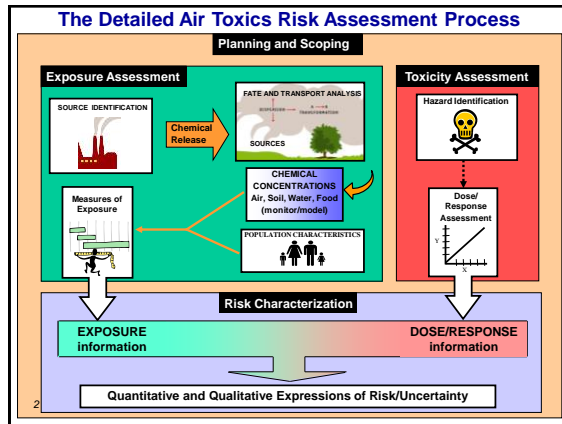 The Detailed Air Toxics Risk Assessment Process
Planning and Scoping
Exposure Assessment
SOURCE IDENTIFICATION
Chemical
Release
FATE AND TRANSPORT ANALYSIS
DISPERSION
A
B
TRANSFORMATION
SOURCES
CHEMICAL
CONCENTRATIONS
Air, Soil, Water, Food
(monitor/model)
Measures of
Exposure
POPULATION CHARACTERISTICS
Toxicity Assessment
Hazard Identification
Dose/
Response
Assessment
Y
X
Risk Characterization
EXPOSURE
information
DOSE/RESPONSE
information
Quantitative and Qualitative Expressions of Risk/Uncertainty
2